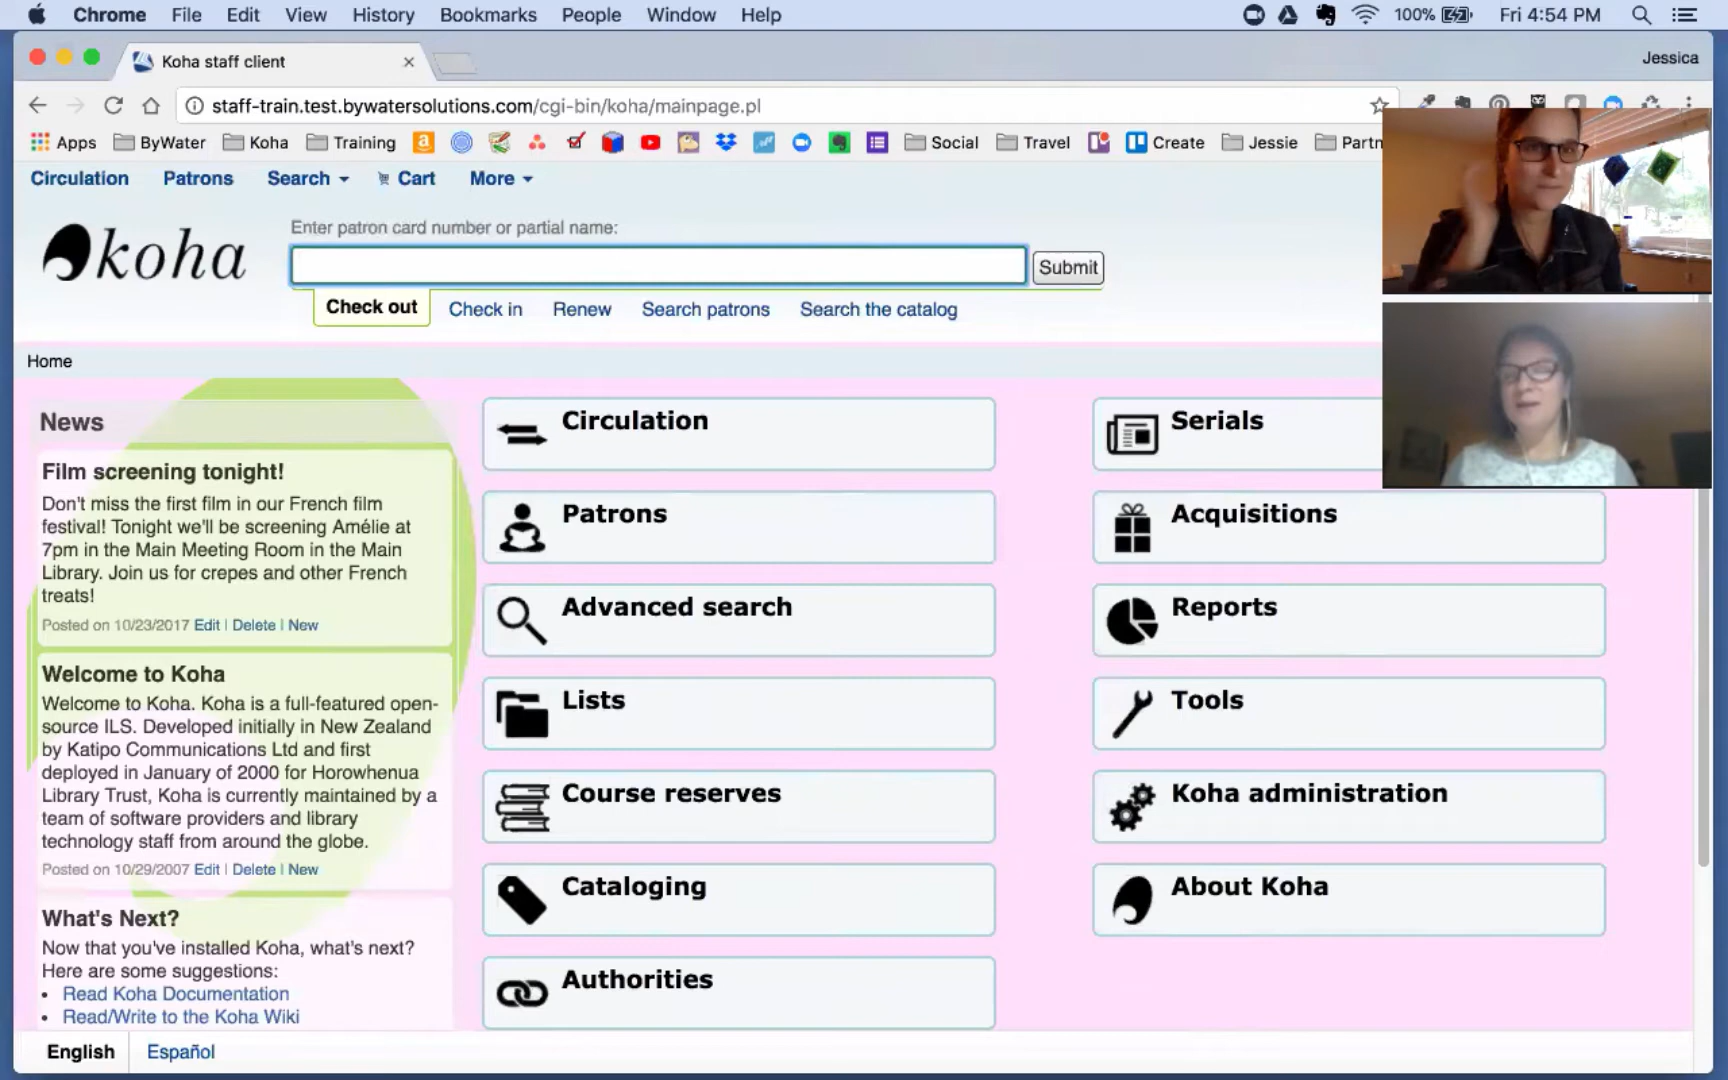 Chrome File Edit View History Bookmarks People Window Help 100% Fri 4:54 PM
Koha staff client Jessica
staff-train.test.bywatersolutions.com/cgi-bin/koha/mainpage.pl
Apps ByWater Koha Training Social Travel Create Jessie Partn
Circulation Patrons Search Cart More
koha
Enter patron card number or partial name:
Submit
Check out Check in Renew Search patrons Search the catalog
Home
News
Film screening tonight!
Don't miss the first film in our French film
festival! Tonight we'll be screening Amélie at
7pm in the Main Meeting Room in the Main
Library. Join us for crepes and other French
treats!
Posted on 10/23/2017 Edit | Delete | New
Welcome to Koha
Welcome to Koha. Koha is a full-featured open-
source ILS. Developed initially in New Zealand
by Katipo Communications Ltd and first
deployed in January of 2000 for Horowhenua
Library Trust, Koha is currently maintained by a
team of software providers and library
technology staff from around the globe.
Posted on 10/29/2007 Edit | Delete | New
What's Next?
Now that you've installed Koha, what's next?
Here are some suggestions:
• Read Koha Documentation
• Read/Write to the Koha Wiki
Circulation
Patrons
Advanced search
Lists
Course reserves
Cataloging
Authorities
Serials
Acquisitions
Reports
Tools
Koha administration
About Koha
English Español